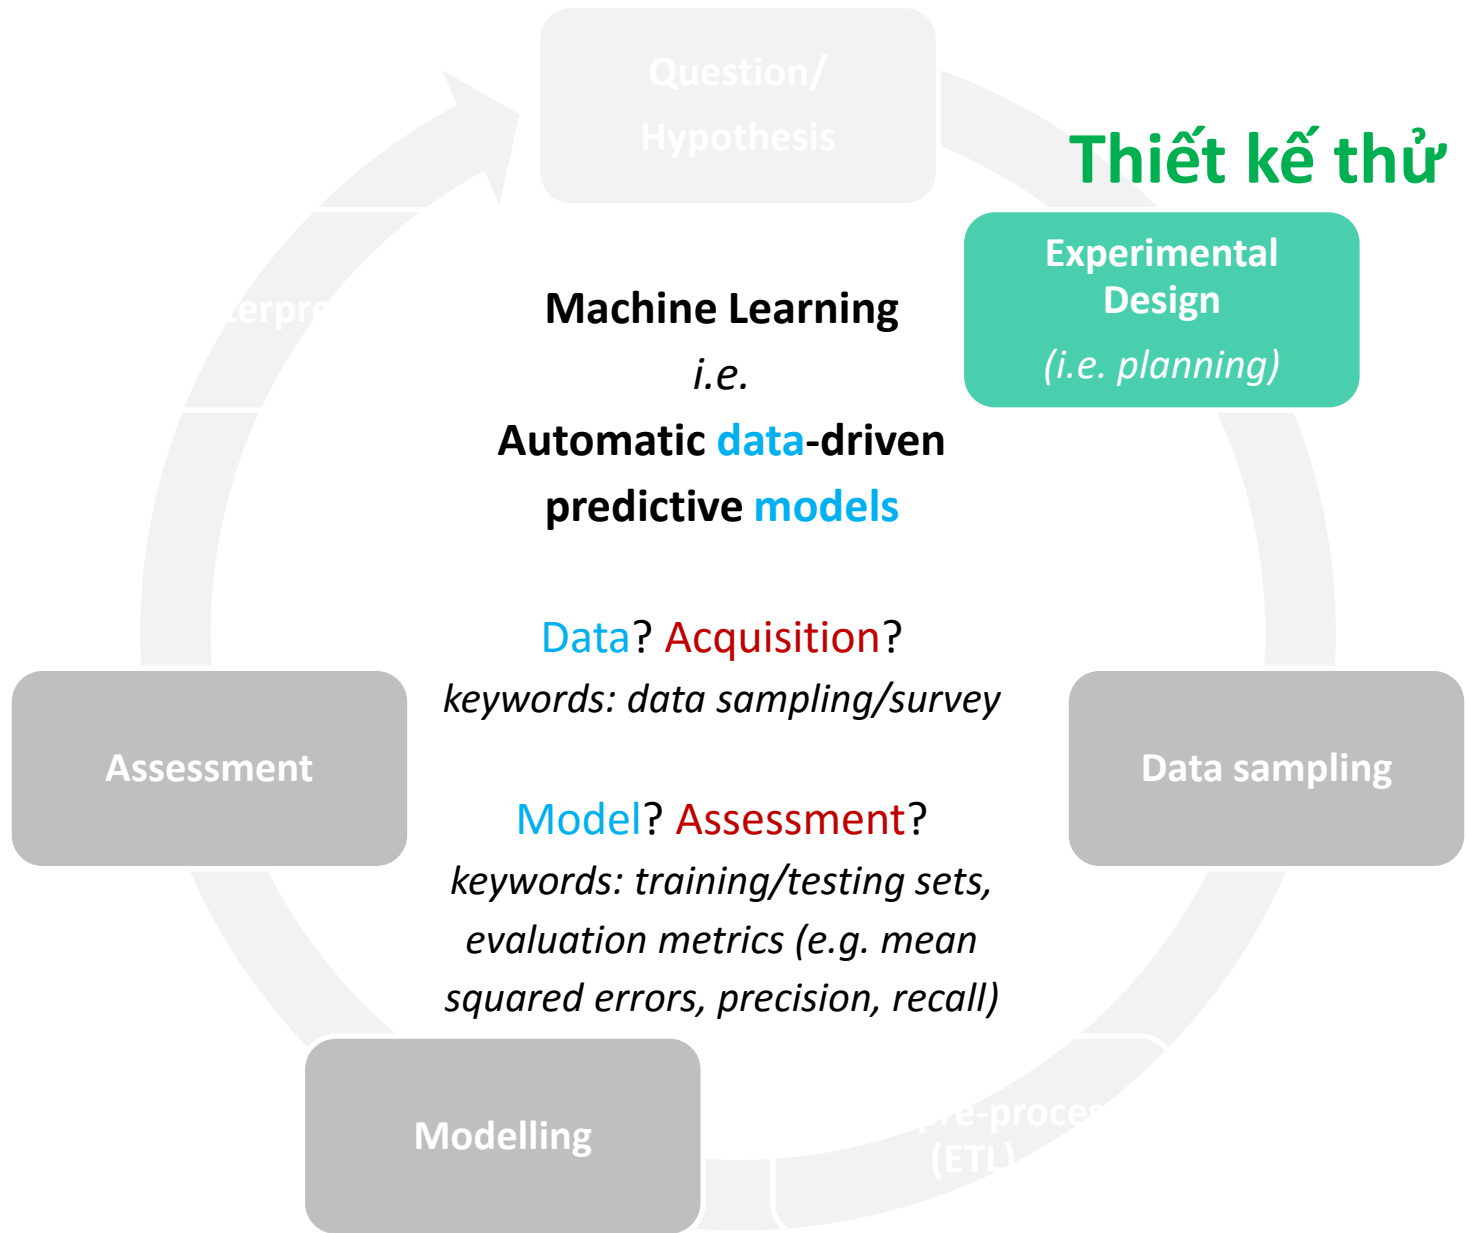 Question/
Hypothesis
Thiết kế thử
Experimental
Design
(i.e. planning)
Machine Learning
i.e.
Automatic data-driven
predictive models
Data? Acquisition?
keywords: data sampling/survey
Assessment
Data sampling
Model? Assessment?
keywords: training/testing sets,
evaluation metrics (e.g. mean
squared errors, precision, recall)
Modelling
(ETL)